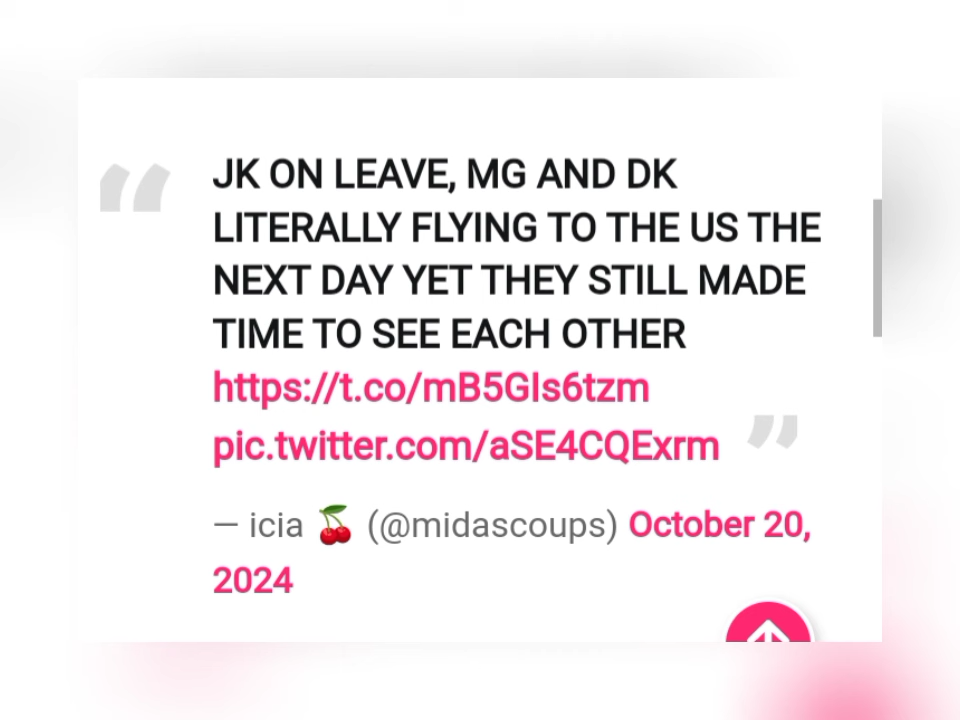 “
JK ON LEAVE, MG AND DK
LITERALLY FLYING TO THE US THE
NEXT DAY YET THEY STILL MADE
TIME TO SEE EACH OTHER
https://t.co/mB5GIs6tzm
pic.twitter.com/aSE4CQExrm ”
— icia 🍒 (@midascoups) October 20,
2024